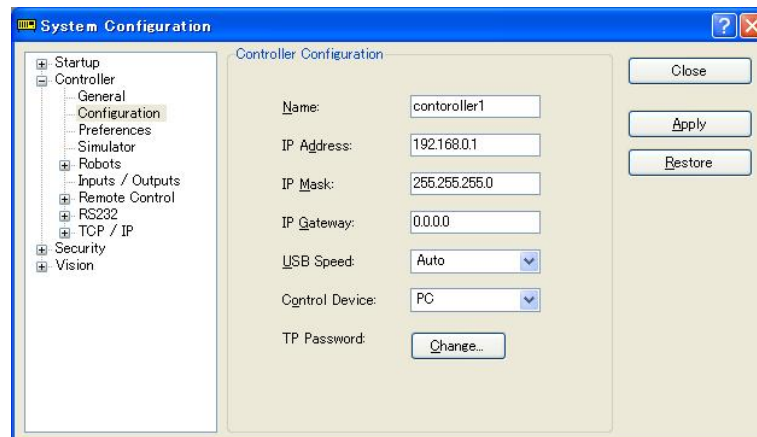 System Configuration
Startup
Controller
General
Configuration
Preferences
Simulator
Robots
Inputs / Outputs
Remote Control
RS232
TCP / IP
Security
Vision
Controller Configuration
Name: contoroller1
IP Address: 192.168.0.1
IP Mask: 255.255.255.0
IP Gateway: 0.0.0.0
USB Speed: Auto
Control Device: PC
TP Password: Change...
Close
Apply
Restore